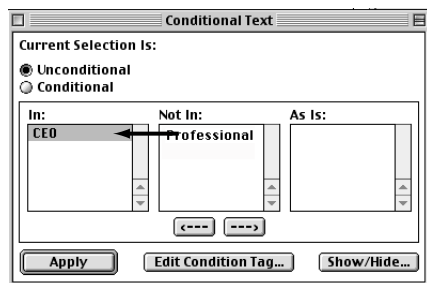 Conditional Text
Current Selection Is:
Unconditional
Conditional
In: Not In: As Is:
CEO Professional
<--- --->
Apply Edit Condition Tag... Show/Hide...